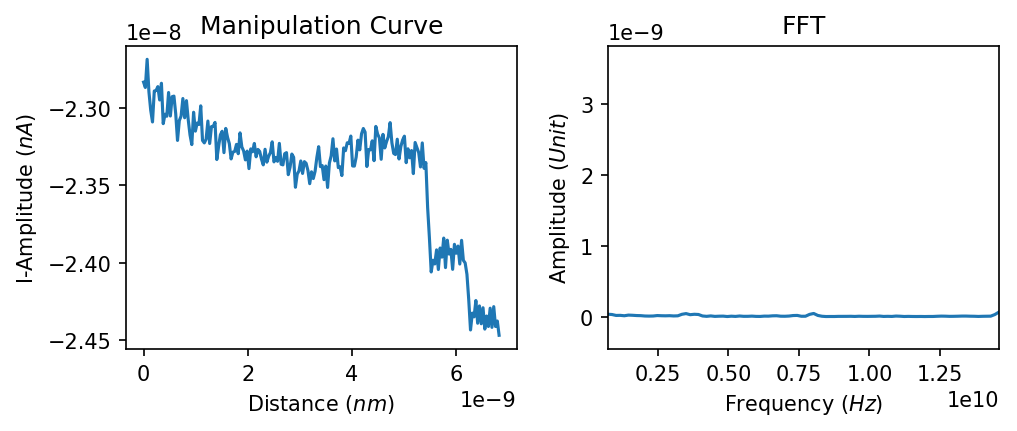 Manipulation Curve
1e−8
I-Amplitude (nA)
−2.30
−2.35
−2.40
−2.45
0 2 4 6
Distance (nm)
1e−9
FFT
1e−9
Amplitude (Unit)
3
2
1
0
0.25 0.50 0.75 1.00 1.25
Frequency (Hz)
1e10